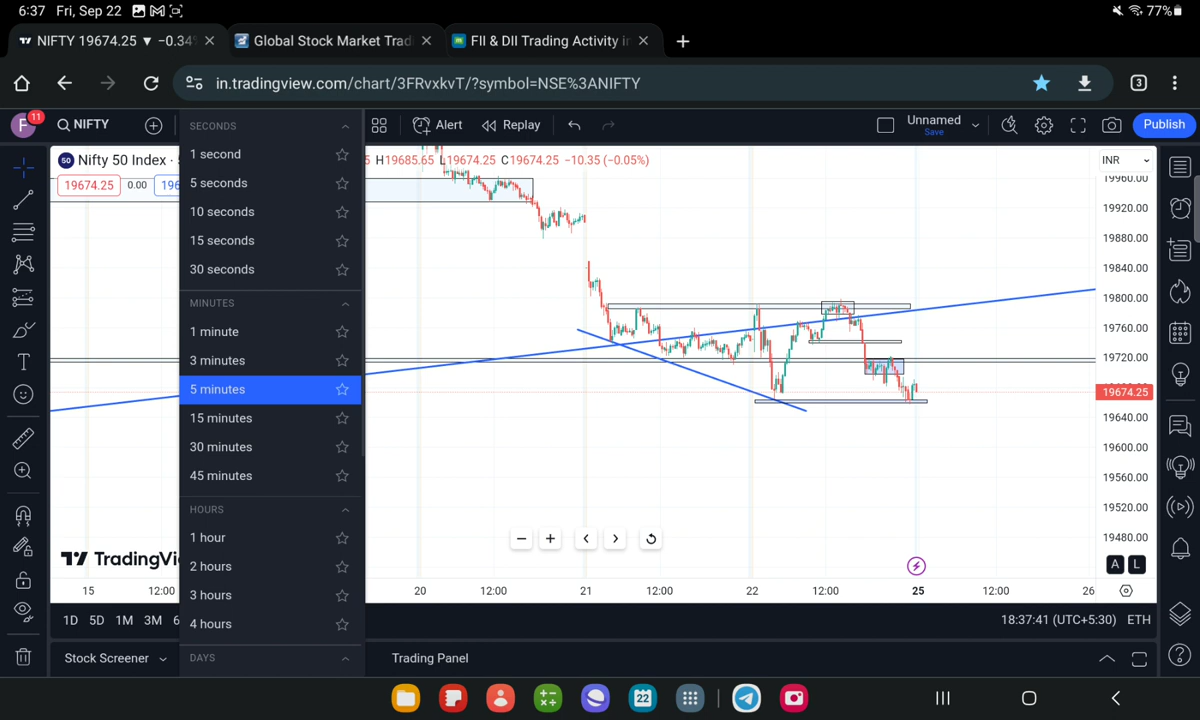 6:37 Fri, Sep 22
77%
NIFTY 19674.25 ▼ −0.34%
Global Stock Market Trad
FII & DII Trading Activity in
in.tradingview.com/chart/3FRvxkvT/?symbol=NSE%3ANIFTY
3
F
11
NIFTY
Alert
Replay
Unnamed
Save
Publish
50
Nifty 50 Index · 5
5 H19685.65 L19674.25 C19674.25 −10.35 (−0.05%)
INR
19674.25
0.00
196
SECONDS
1 second
5 seconds
10 seconds
15 seconds
30 seconds
MINUTES
1 minute
3 minutes
5 minutes
15 minutes
30 minutes
45 minutes
HOURS
1 hour
2 hours
3 hours
4 hours
DAYS
19960.00
19920.00
19880.00
19840.00
19800.00
19760.00
19720.00
19674.25
19640.00
19600.00
19560.00
19520.00
19480.00
A L
TradingVi
15
12:00
20
12:00
21
12:00
22
12:00
25
12:00
26
1D 5D 1M 3M 6
18:37:41 (UTC+5:30) ETH
Stock Screener
Trading Panel
22